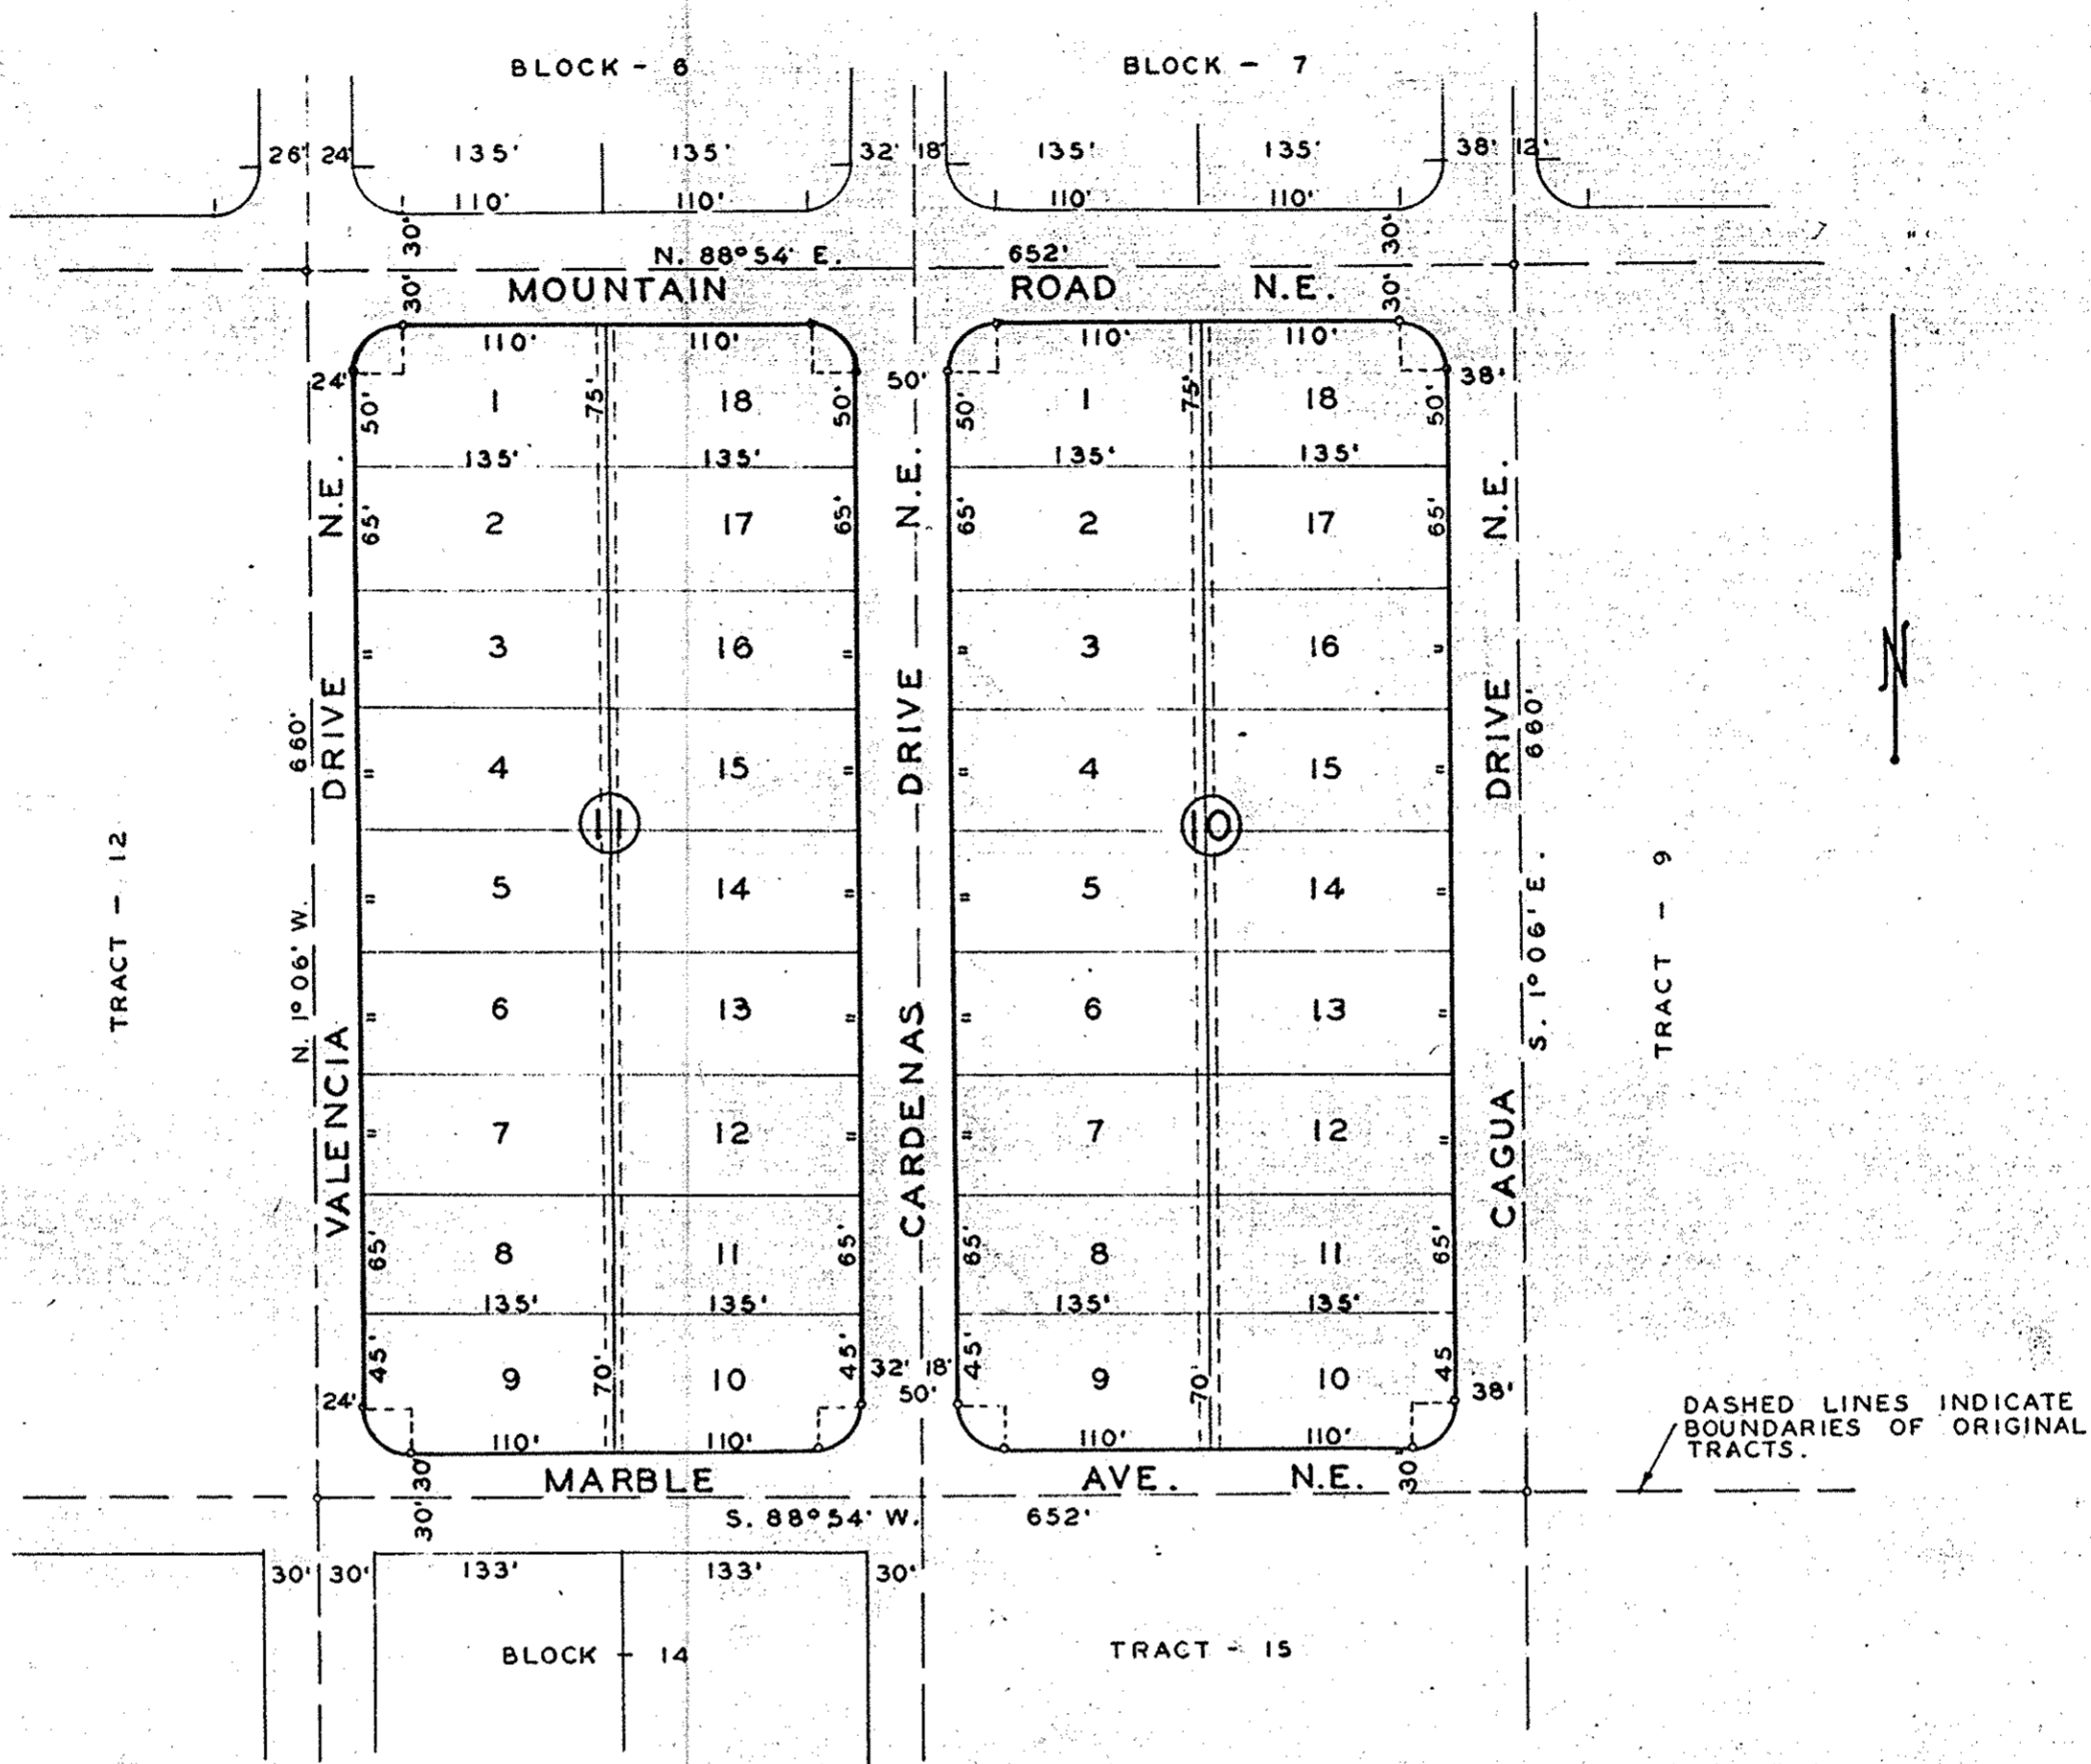 BLOCK - 6
BLOCK - 7
26' 24' 135' 135' 32' 18' 135' 135' 38' 12'
110' 110' 110' 110'
30' 30'
N. 88° 54' E. 652'
MOUNTAIN ROAD N.E.
30' 30'
110' 110' 110' 110'
24' 50' 38'
50' 1 75' 18 50' 50' 1 75' 18 50'
135' 135' 135' 135'
65' 2 17 65' 65' 2 17 65'
" 3 16 " " 3 16 "
" 4 15 " " 4 15 "
11 10
" 5 14 " " 5 14 "
" 6 13 " " 6 13 "
" 7 12 " " 7 12 "
65' 8 11 65' 65' 8 11 65'
135' 135' 135' 135'
45' 9 70' 10 45' 32' 18' 45' 9 70' 10 45
24' 50' 38'
110' 110' 110' 110'
VALENCIA DRIVE N.E.
N. 1° 06' W. 660'
CARDENAS DRIVE N.E.
CAGUA DRIVE N.E.
S. 1° 06' E. 660'
TRACT - 12
TRACT - 9
N
30' 30'
MARBLE AVE. N.E.
30'
S. 88° 54' W. 652'
DASHED LINES INDICATE
BOUNDARIES OF ORIGINAL
TRACTS.
30' 30' 133' 133' 30'
BLOCK - 14
TRACT - 15